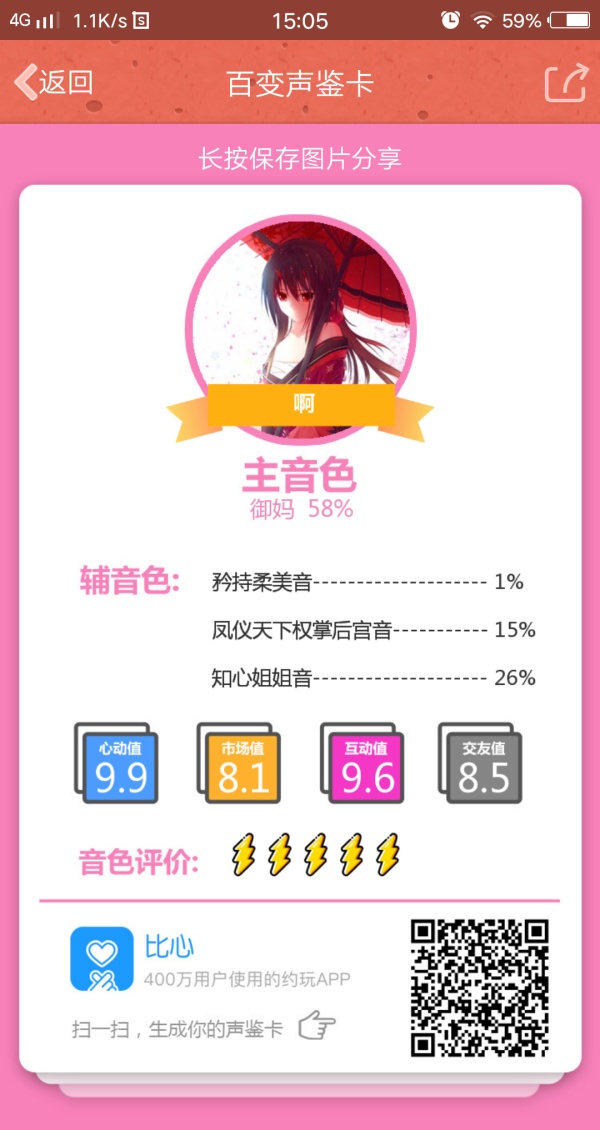 4G 1.1K/s 15:05 59%
返回 百变声鉴卡
长按保存图片分享
啊
主音色
御妈 58%
辅音色: 矜持柔美音-------------------- 1%
凤仪天下权掌后宫音----------- 15%
知心姐姐音-------------------- 26%
心动值 市场值 互动值 交友值
9.9 8.1 9.6 8.5
音色评价:
比心
400万用户使用的约玩APP
扫一扫，生成你的声鉴卡